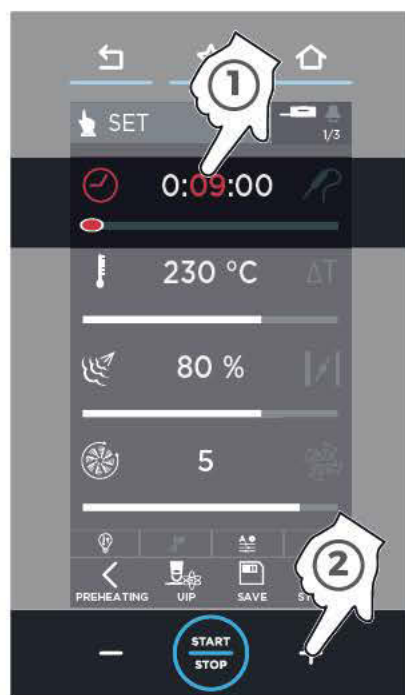 1
SET
1/3
0:09:00
230 °C ΔT
80 %
5
A
2
PREHEATING UIP SAVE
- START STOP +